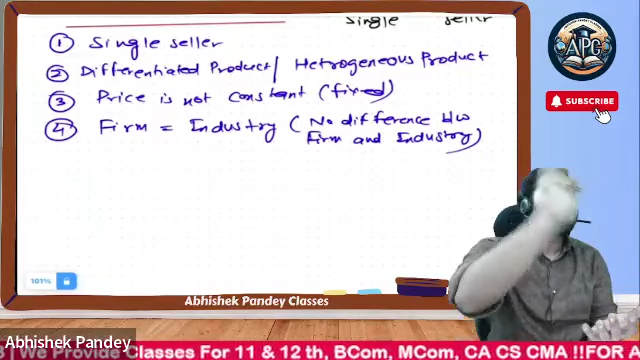 single seller
① Single seller
② Differentiated Product / Hetrogeneous Product
③ Price is not constant (fixed)
④ Firm = Industry (No difference b/w
Firm and Industry)
APG
SUBSCRIBE
101%
Abhishek Pandey Classes
Abhishek Pandey
We Provide Classes For 11 & 12 th, BCom, MCom, CA CS CMA !!FOR A